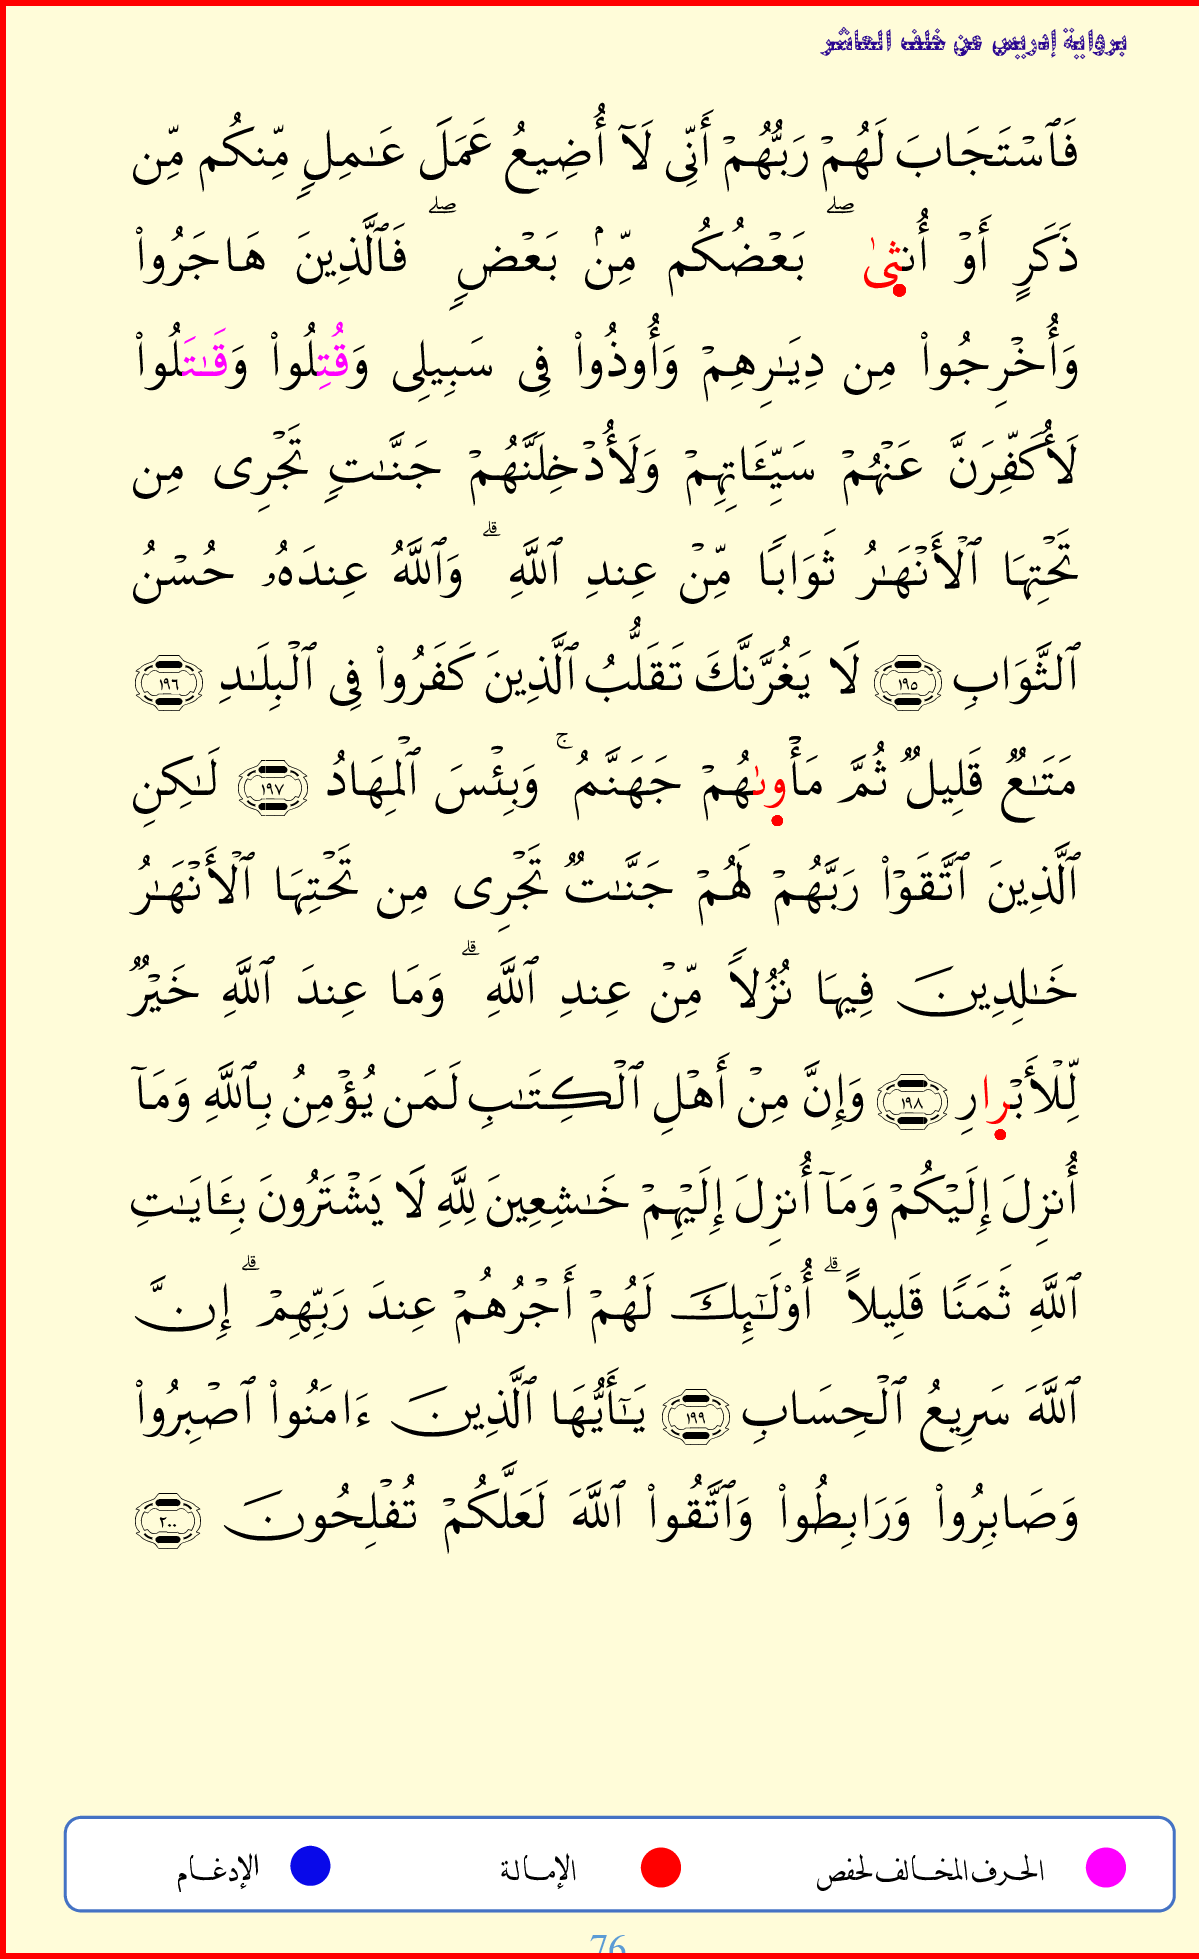 برواية إدريس عن خلف العاشر
فَٱسۡتَجَابَ لَهُمۡ رَبُّهُمۡ أَنِّى لَآ أُضِيعُ عَمَلَ عَـٰمِلٍ مِّنكُم مِّن
ذَكَرٍ أَوۡ أُنثِىٰ ۖ بَعۡضُكُم مِّنۢ بَعۡضٍ ۖ فَٱلَّذِينَ هَاجَرُوا۟
وَأُخۡرِجُوا۟ مِن دِيَـٰرِهِمۡ وَأُوذُوا۟ فِى سَبِيلِى وَقُتِلُوا۟ وَقَـٰتَلُوا۟
لَأُكَفِّرَنَّ عَنۡهُمۡ سَيِّـَٔاتِهِمۡ وَلَأُدۡخِلَنَّهُمۡ جَنَّـٰتٍ تَجۡرِى مِن
تَحۡتِهَا ٱلۡأَنۡهَـٰرُ ثَوَابًا مِّنۡ عِندِ ٱللَّهِ ۗ وَٱللَّهُ عِندَهُۥ حُسۡنُ
ٱلثَّوَابِ ١٩٥ لَا يَغُرَّنَّكَ تَقَلُّبُ ٱلَّذِينَ كَفَرُوا۟ فِى ٱلۡبِلَـٰدِ ١٩٦
مَتَـٰعٌ قَلِيلٌ ثُمَّ مَأۡوِىٰهُمۡ جَهَنَّمُ ۚ وَبِئۡسَ ٱلۡمِهَادُ ١٩٧ لَـٰكِنِ
ٱلَّذِينَ ٱتَّقَوۡا۟ رَبَّهُمۡ لَهُمۡ جَنَّـٰتٌ تَجۡرِى مِن تَحۡتِهَا ٱلۡأَنۡهَـٰرُ
خَـٰلِدِينَ فِيهَا نُزُلًا مِّنۡ عِندِ ٱللَّهِ ۗ وَمَا عِندَ ٱللَّهِ خَيۡرٌ
لِّلۡأَبۡرارِ ١٩٨ وَإِنَّ مِنۡ أَهۡلِ ٱلۡكِتَـٰبِ لَمَن يُؤۡمِنُ بِٱللَّهِ وَمَآ
أُنزِلَ إِلَيۡكُمۡ وَمَآ أُنزِلَ إِلَيۡهِمۡ خَـٰشِعِينَ لِلَّهِ لَا يَشۡتَرُونَ بِـَٔايَـٰتِ
ٱللَّهِ ثَمَنًا قَلِيلًا ۗ أُو۟لَـٰٓئِكَ لَهُمۡ أَجۡرُهُمۡ عِندَ رَبِّهِمۡ ۗ إِنَّ
ٱللَّهَ سَرِيعُ ٱلۡحِسَابِ ١٩٩ يَـٰٓأَيُّهَا ٱلَّذِينَ ءَامَنُوا۟ ٱصۡبِرُوا۟
وَصَابِرُوا۟ وَرَابِطُوا۟ وَٱتَّقُوا۟ ٱللَّهَ لَعَلَّكُمۡ تُفۡلِحُونَ ٢٠٠
الحرف المخالف لحفص الإمالة الإدغام
76